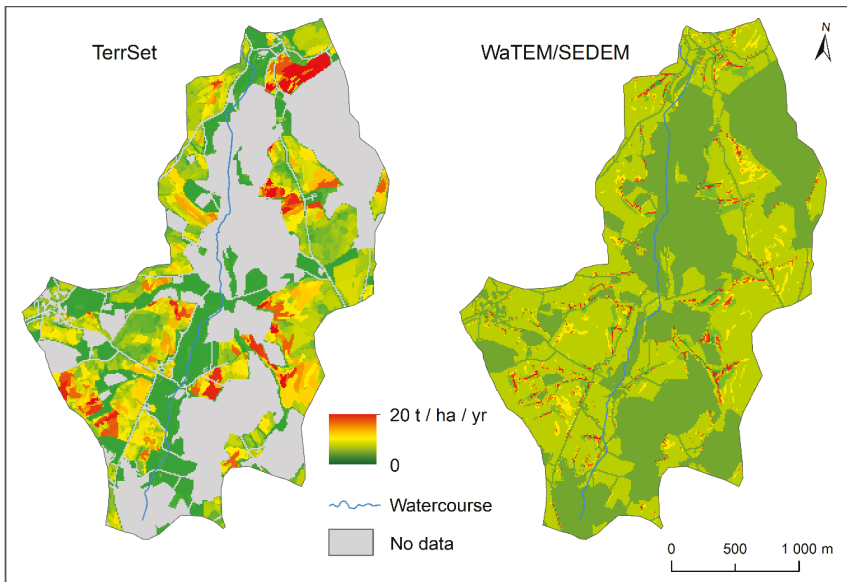 TerrSet
WaTEM/SEDEM
N
20 t / ha / yr
0
Watercourse
No data
0 500 1 000 m